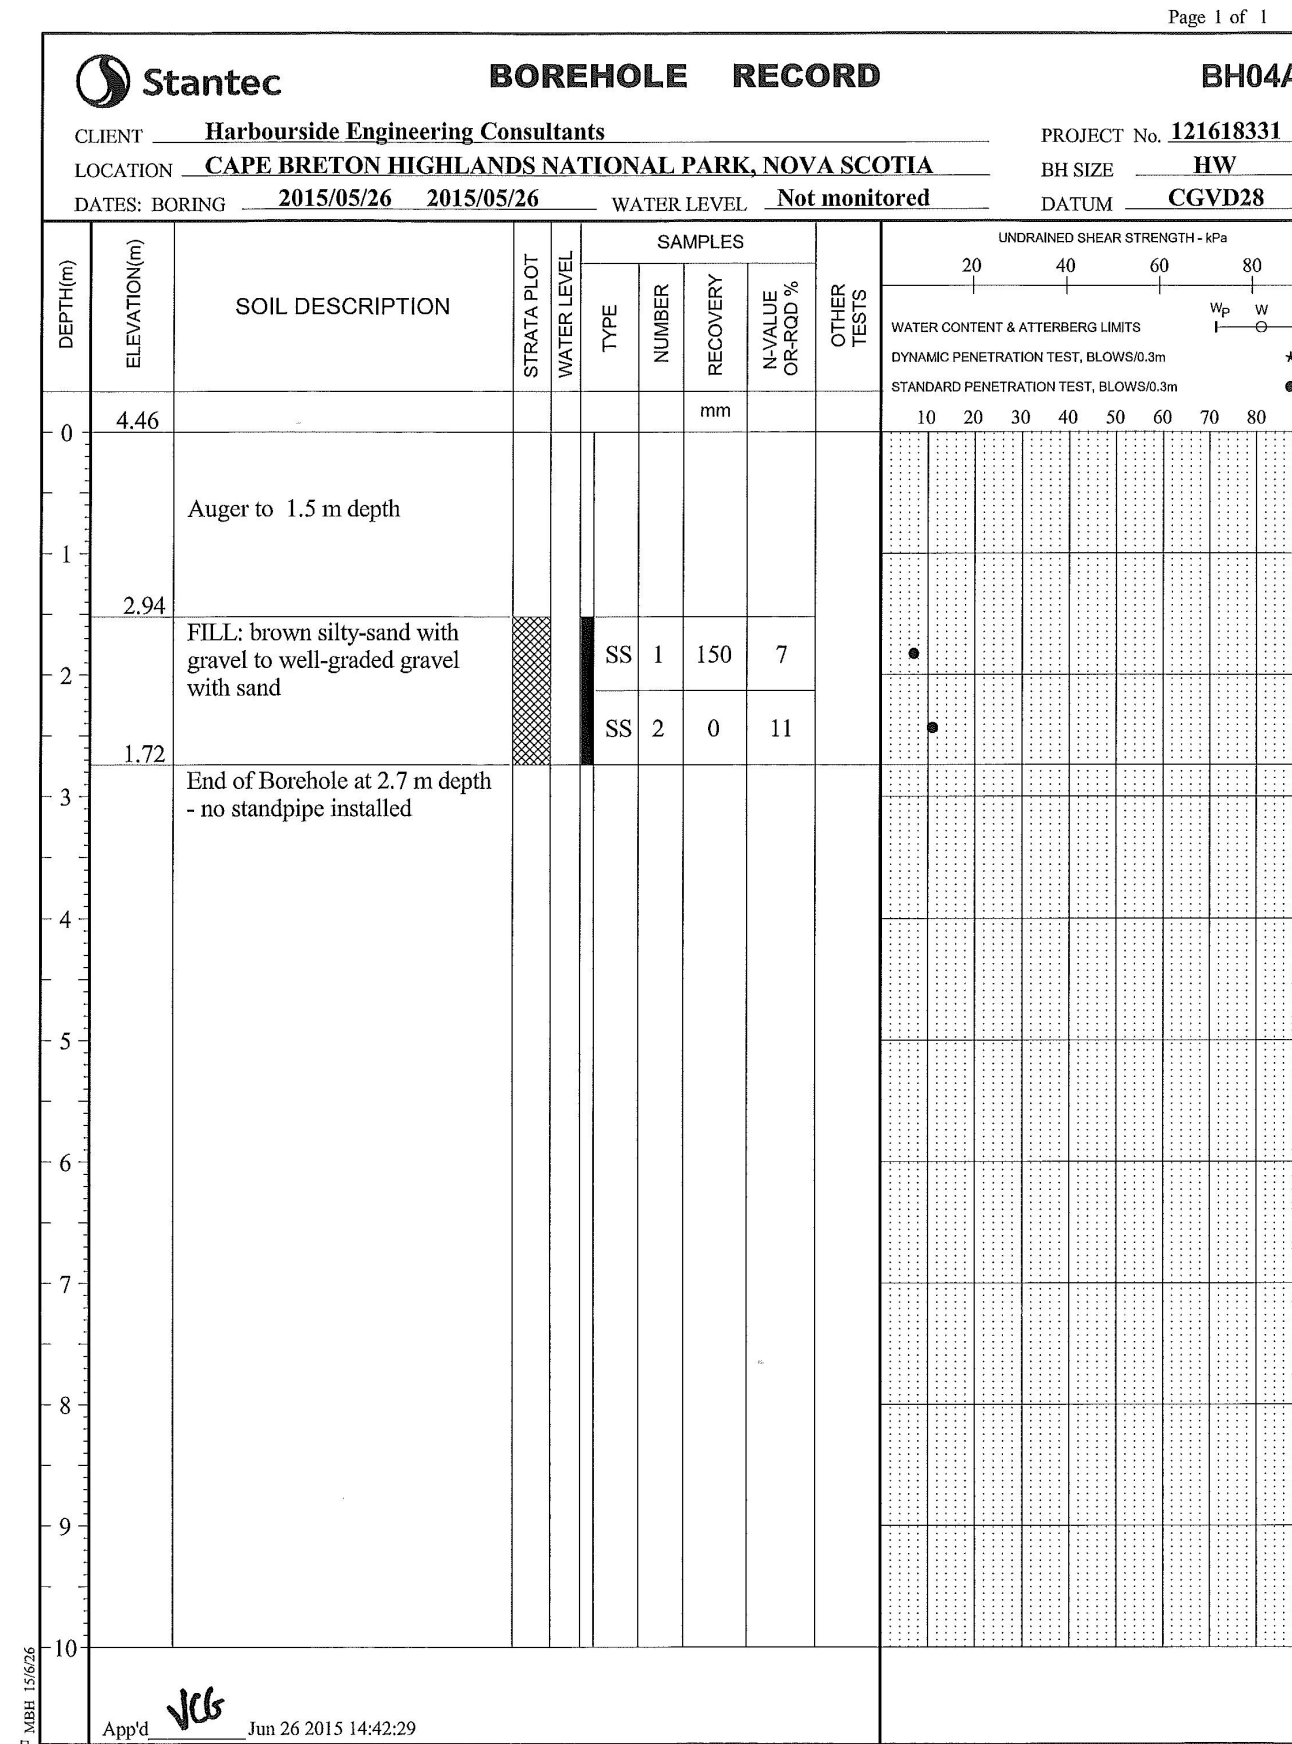 Page 1 of 1
Stantec
BOREHOLE RECORD
BH04A
CLIENT Harbourside Engineering Consultants
PROJECT No. 121618331
LOCATION CAPE BRETON HIGHLANDS NATIONAL PARK, NOVA SCOTIA
BH SIZE HW
DATES: BORING 2015/05/26 2015/05/26 WATER LEVEL Not monitored
DATUM CGVD28
DEPTH(m)
ELEVATION(m)
SOIL DESCRIPTION
STRATA PLOT
WATER LEVEL
SAMPLES
TYPE
NUMBER
RECOVERY
N-VALUE
OR-RQD %
OTHER
TESTS
UNDRAINED SHEAR STRENGTH - kPa
20 40 60 80
WP W
WATER CONTENT & ATTERBERG LIMITS
DYNAMIC PENETRATION TEST, BLOWS/0.3m
STANDARD PENETRATION TEST, BLOWS/0.3m
mm
10 20 30 40 50 60 70 80
4.46
0
Auger to 1.5 m depth
1
2.94
FILL: brown silty-sand with
gravel to well-graded gravel
with sand
SS 1 150 7
2
SS 2 0 11
1.72
End of Borehole at 2.7 m depth
- no standpipe installed
3
4
5
6
7
8
9
10
MBH 15/6/26
App'd VCG Jun 26 2015 14:42:29